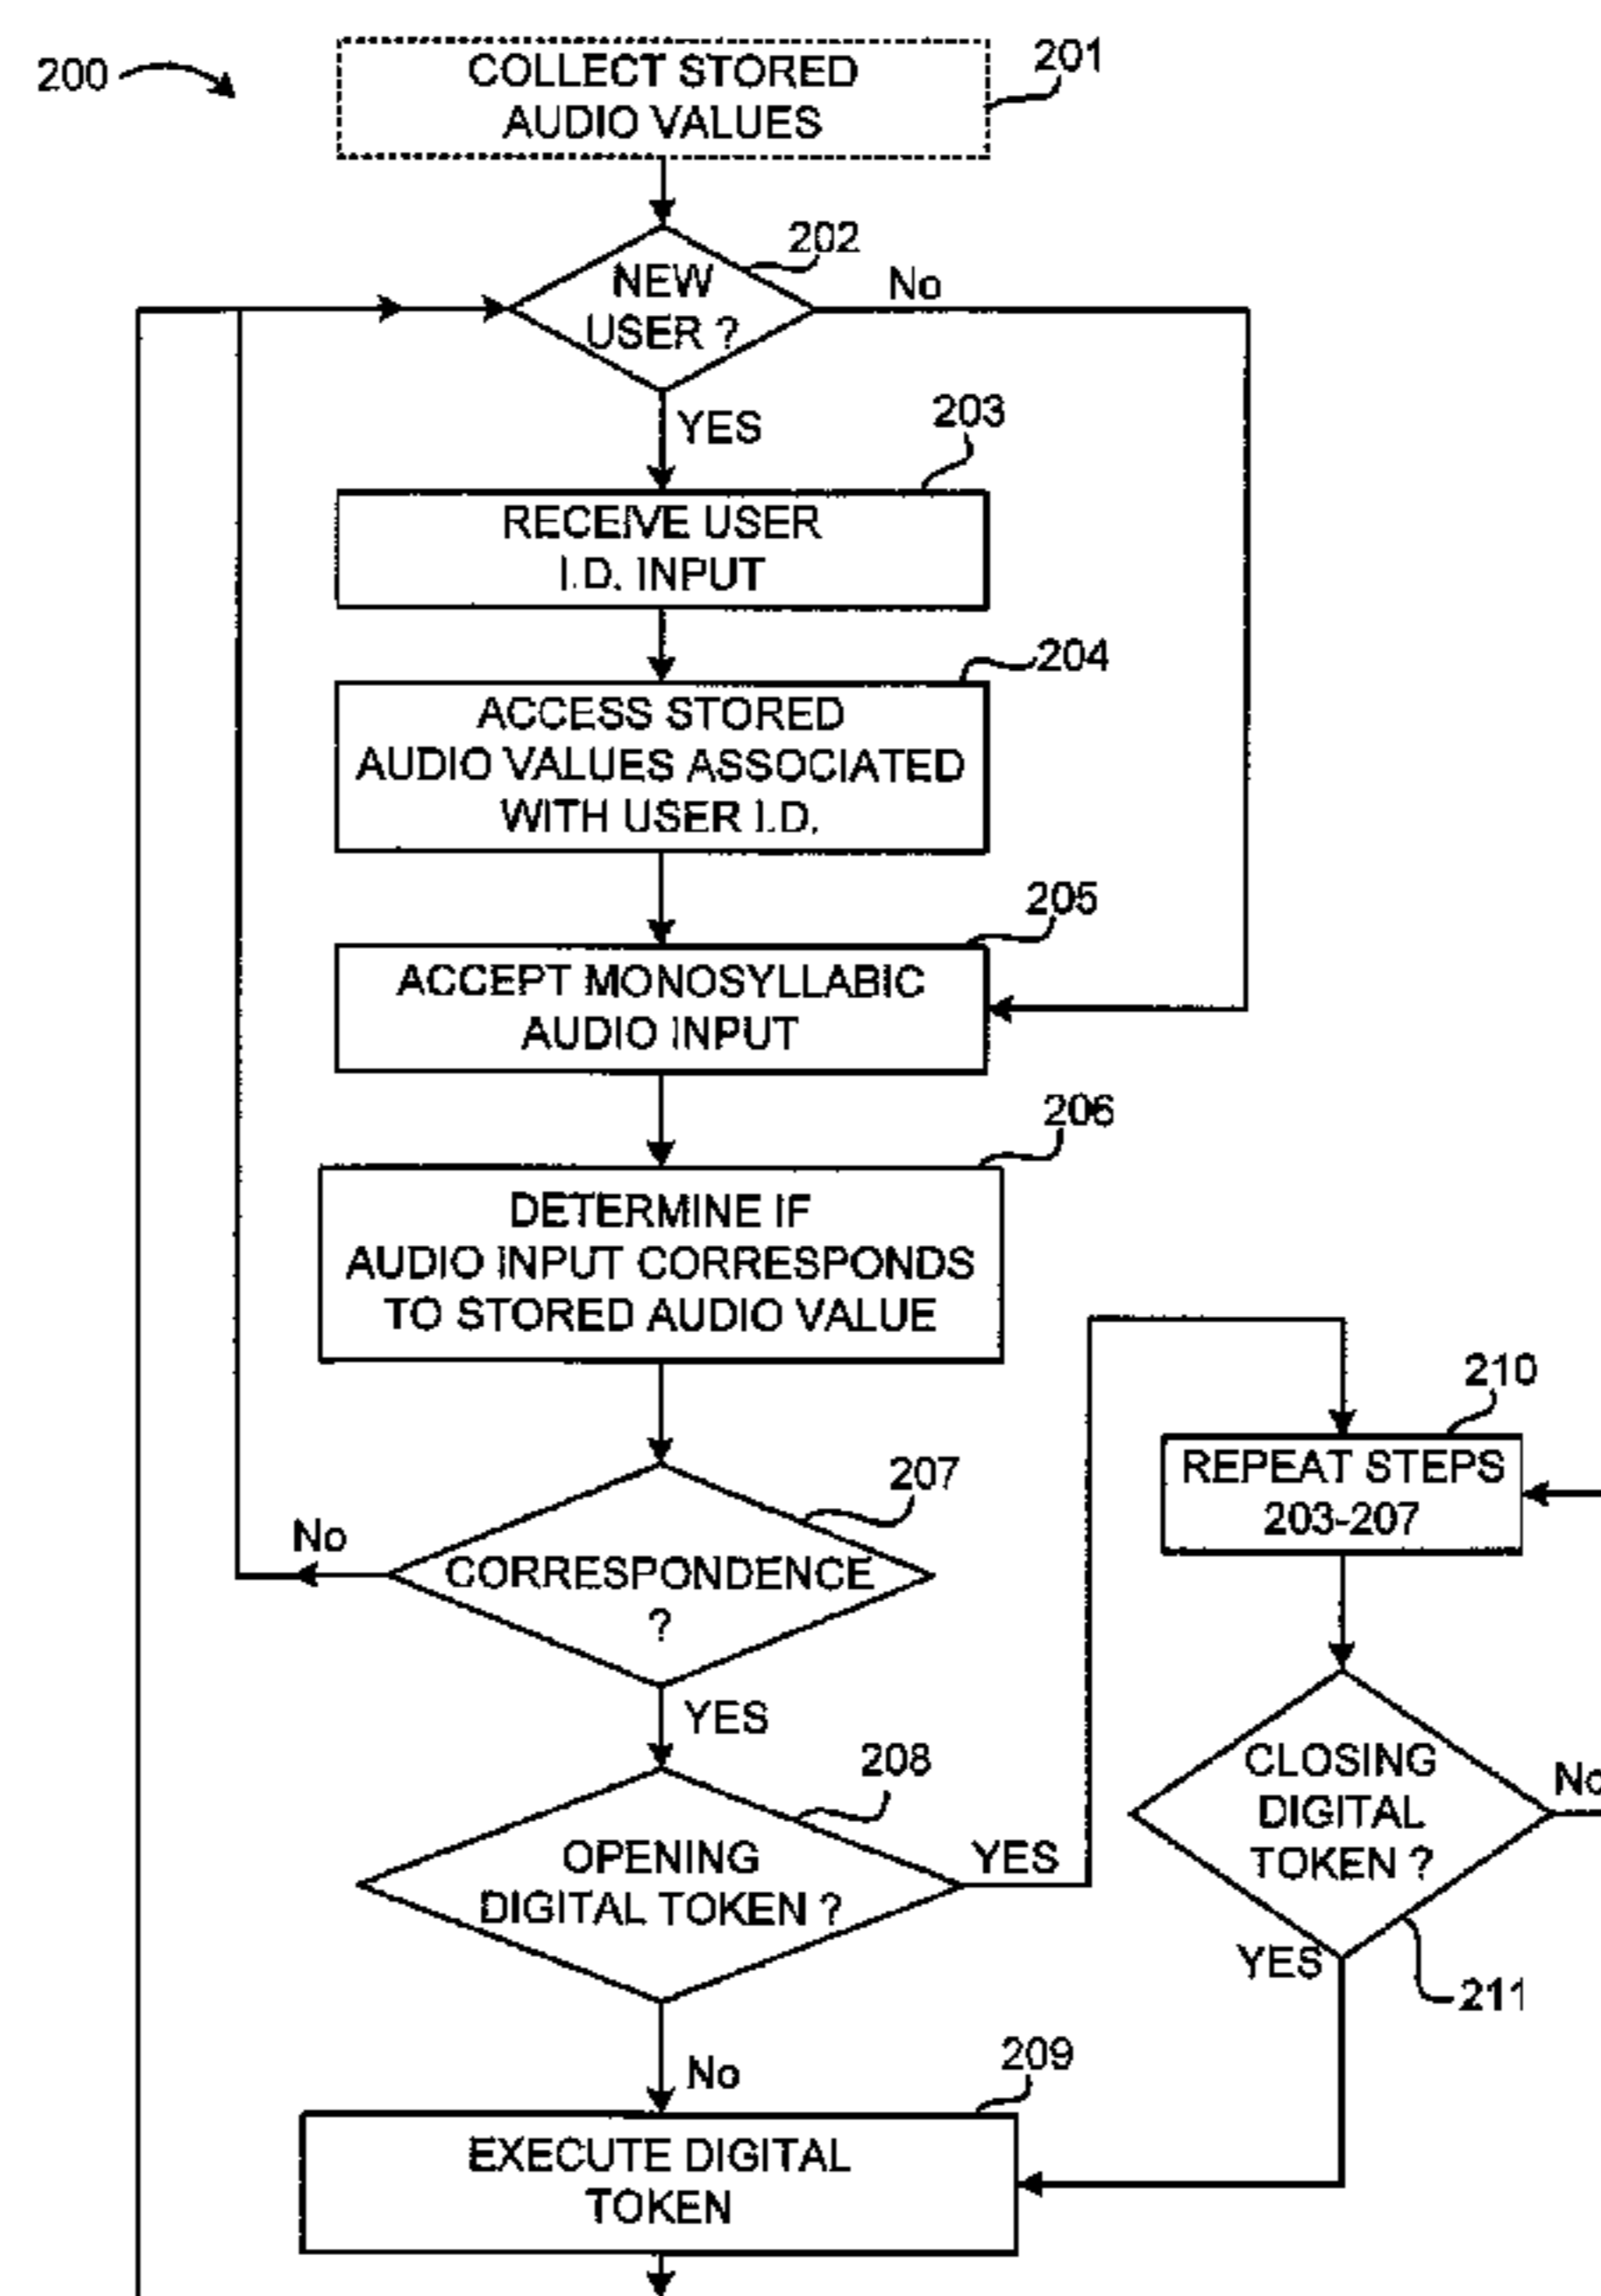 200
COLLECT STORED
AUDIO VALUES
201
202
NEW
USER ?
No
YES
203
RECEIVE USER
I.D. INPUT
204
ACCESS STORED
AUDIO VALUES ASSOCIATED
WITH USER I.D.
205
ACCEPT MONOSYLLABIC
AUDIO INPUT
206
DETERMINE IF
AUDIO INPUT CORRESPONDS
TO STORED AUDIO VALUE
207
No
CORRESPONDENCE
?
YES
208
OPENING
DIGITAL TOKEN ?
YES
210
REPEAT STEPS
203-207
CLOSING
DIGITAL
TOKEN ?
No
YES
211
No
209
EXECUTE DIGITAL
TOKEN